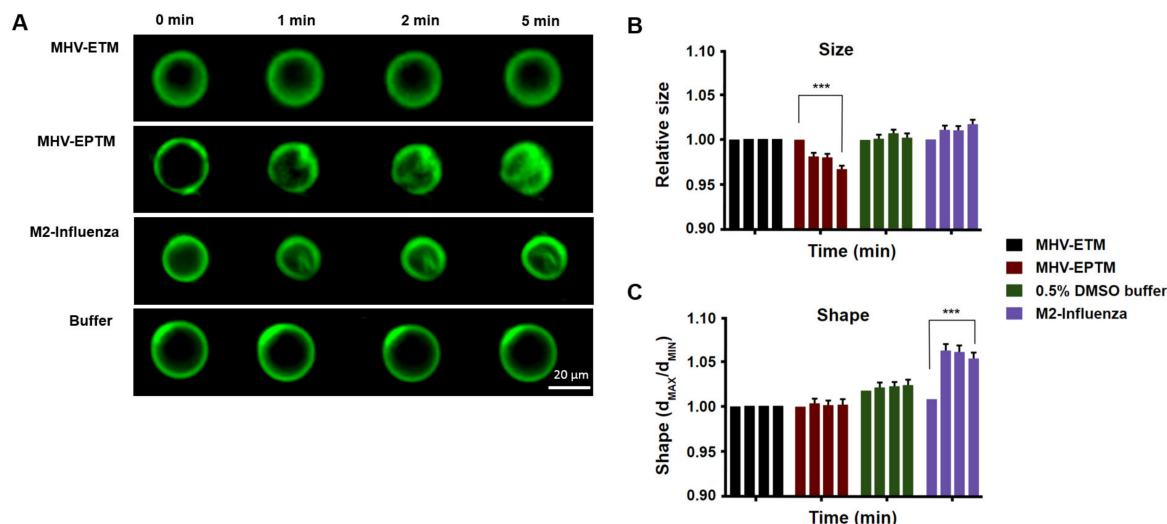 A
0 min 1 min 2 min 5 min
MHV-ETM
MHV-EPTM
M2-Influenza
Buffer
20 µm
B
Size
1.10
1.05
1.00
0.95
0.90
***
Relative size
Time (min)
MHV-ETM
MHV-EPTM
0.5% DMSO buffer
M2-Influenza
C
Shape
1.10
1.05
1.00
0.95
0.90
***
Shape (dMAX/dMIN)
Time (min)